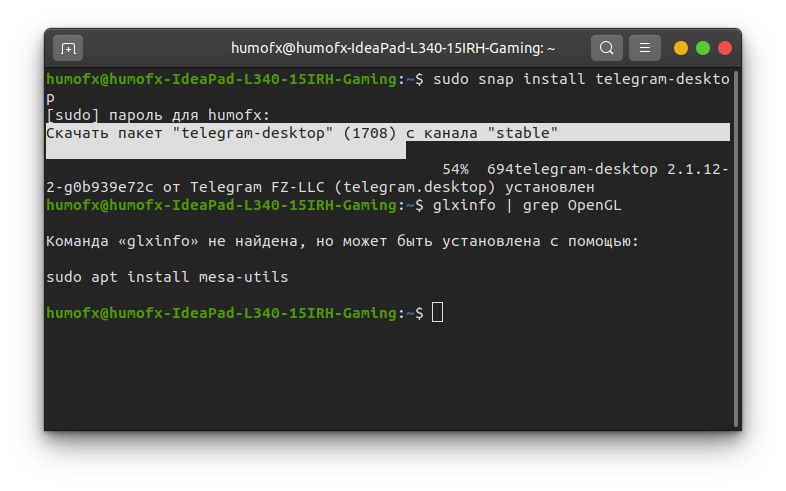 humofx@humofx-IdeaPad-L340-15IRH-Gaming: ~
humofx@humofx-IdeaPad-L340-15IRH-Gaming:~$ sudo snap install telegram-deskto
p
[sudo] пароль для humofx:
Скачать пакет "telegram-desktop" (1708) с канала "stable"
54%  694telegram-desktop 2.1.12-
2-g0b939e72c от Telegram FZ-LLC (telegram.desktop) установлен
humofx@humofx-IdeaPad-L340-15IRH-Gaming:~$ glxinfo | grep OpenGL
Команда «glxinfo» не найдена, но может быть установлена с помощью:
sudo apt install mesa-utils
humofx@humofx-IdeaPad-L340-15IRH-Gaming:~$